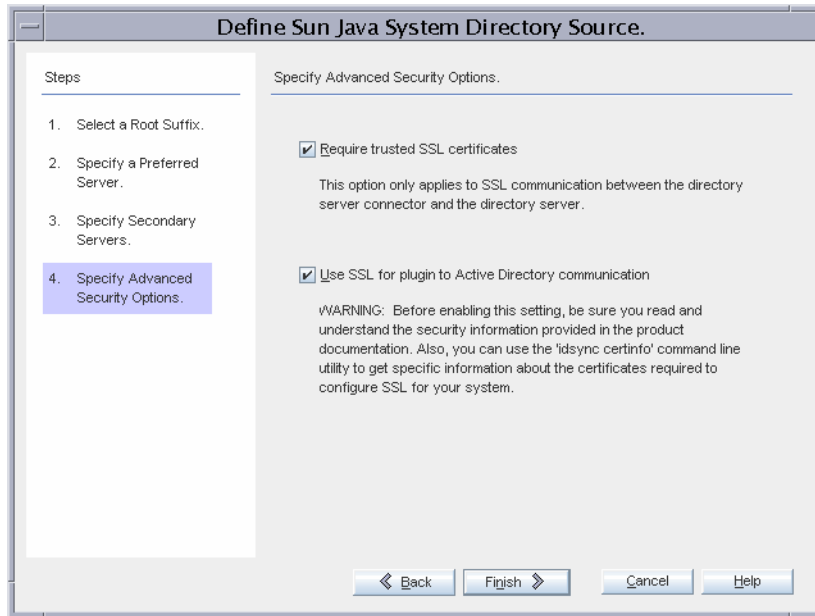 Define Sun Java System Directory Source.
Steps
1. Select a Root Suffix.
2. Specify a Preferred
Server.
3. Specify Secondary
Servers.
4. Specify Advanced
Security Options.
Specify Advanced Security Options.
Require trusted SSL certificates
This option only applies to SSL communication between the directory
server connector and the directory server.
Use SSL for plugin to Active Directory communication
WARNING: Before enabling this setting, be sure you read and
understand the security information provided in the product
documentation. Also, you can use the 'idsync certinfo' command line
utility to get specific information about the certificates required to
configure SSL for your system.
Back
Finish
Cancel
Help